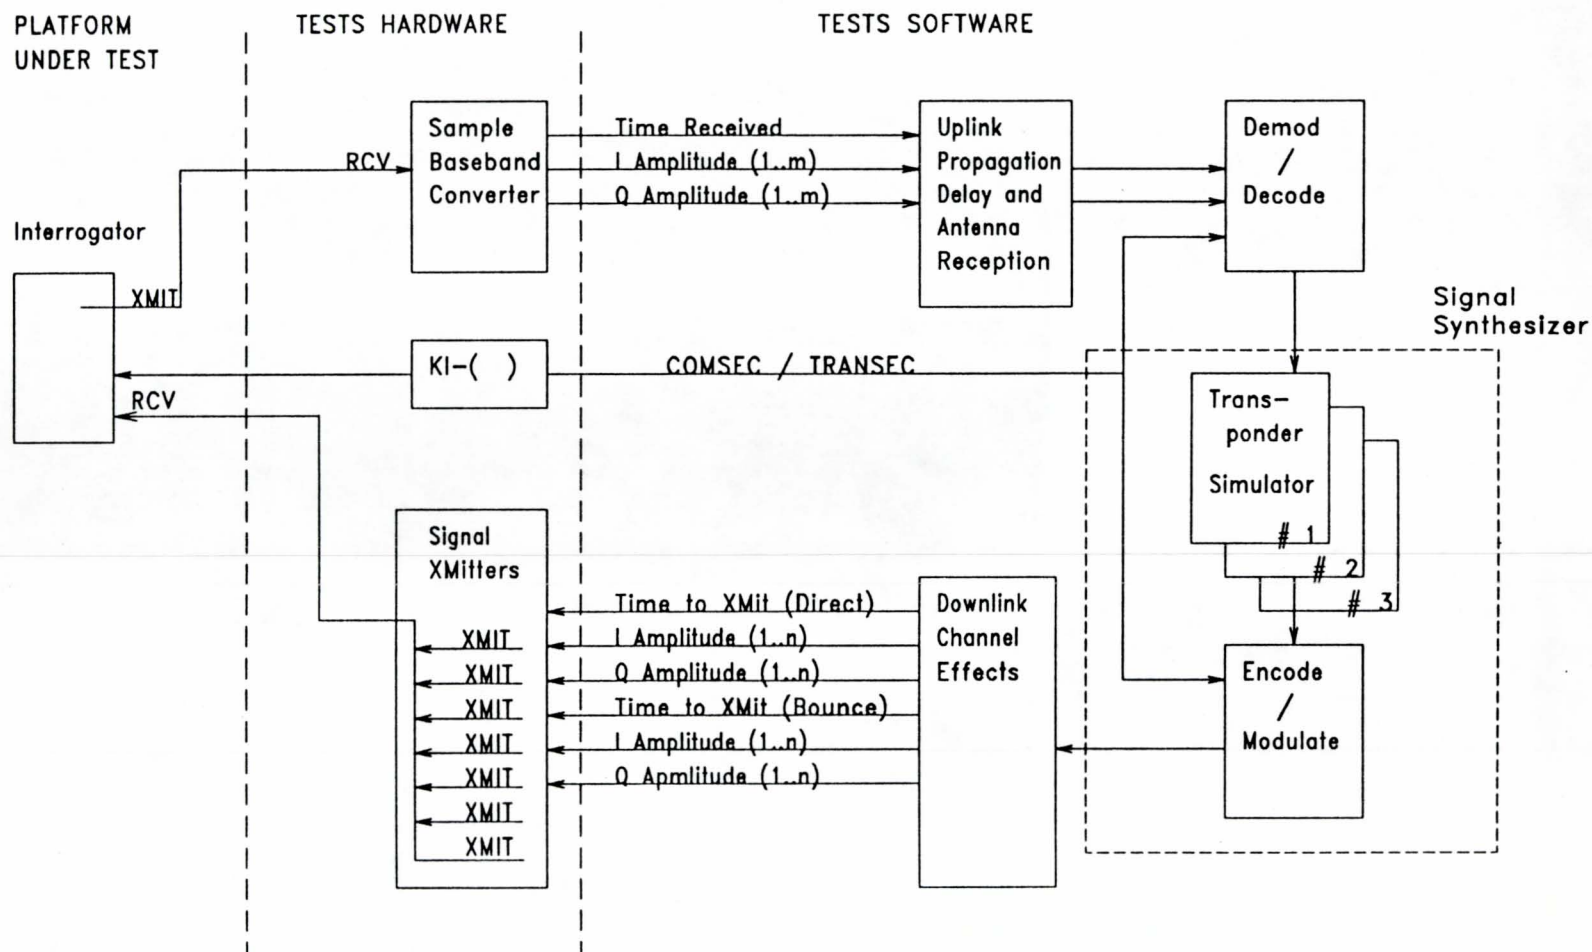 PLATFORM
UNDER TEST
TESTS HARDWARE
TESTS SOFTWARE
Sample
Baseband
Converter
Time Received
I Amplitude (1..m)
Q Amplitude (1..m)
Uplink
Propagation
Delay and
Antenna
Reception
Demod
/
Decode
RCV
Interrogator
XMIT
Signal
Synthesizer
KI-( )
COMSEC / TRANSEC
RCV
Trans-
ponder
Simulator
# 1
# 2
# 3
Signal
XMitters
XMIT
XMIT
XMIT
XMIT
XMIT
XMIT
XMIT
Time to XMit (Direct)
I Amplitude (1..n)
Q Amplitude (1..n)
Time to XMit (Bounce)
I Amplitude (1..n)
Q Apmlitude (1..n)
Downlink
Channel
Effects
Encode
/
Modulate